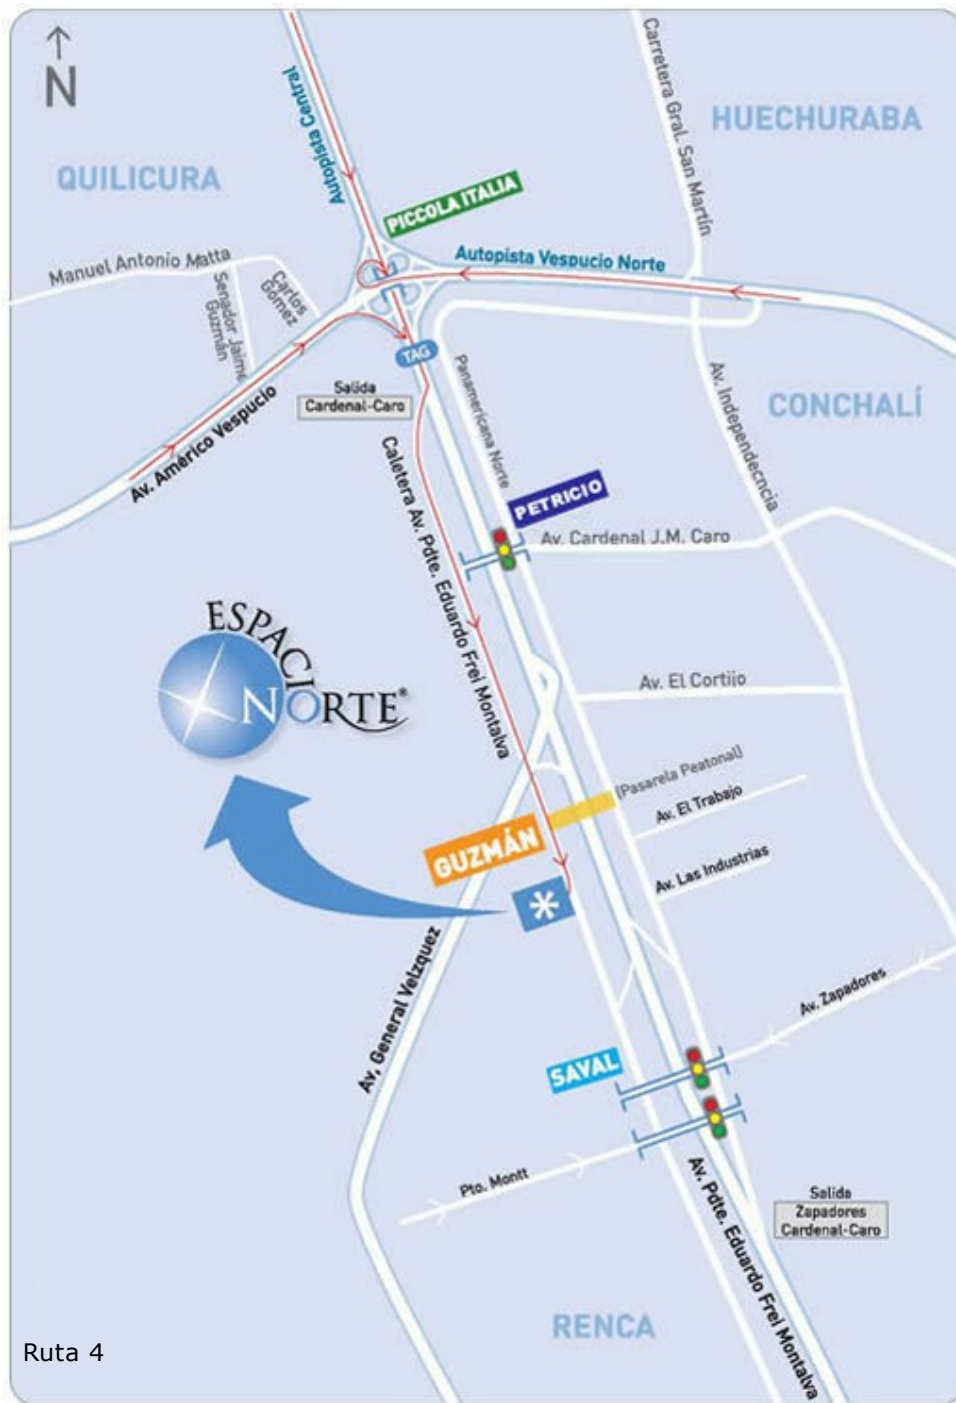 N
Autopista Central
Carretera Gral. San Martín
HUECHURABA
QUILICURA
PICCOLA ITALIA
Autopista Vespucio Norte
Manuel Antonio Matta
Carlos
Gómez
Senador Jaime
Guzmán
TAG
Panamericana Norte
Av. Independecncia
CONCHALÍ
Salida
Cardenal-Caro
Av. Américo Vespucio
Caletera Av. Pdte. Eduardo Frei Montalva
PETRICIO
Av. Cardenal J.M. Caro
ESPACIO
NORTE®
Av. El Cortijo
(Pasarela Peatonal)
Av. El Trabajo
GUZMÁN
Av. Las Industrias
*
Av, General Velzquez
Av. Zapadores
SAVAL
Pto. Montt
Av. Pdte. Eduardo Frei Montalva
Salida
Zapadores
Cardenal-Caro
RENCA
Ruta 4